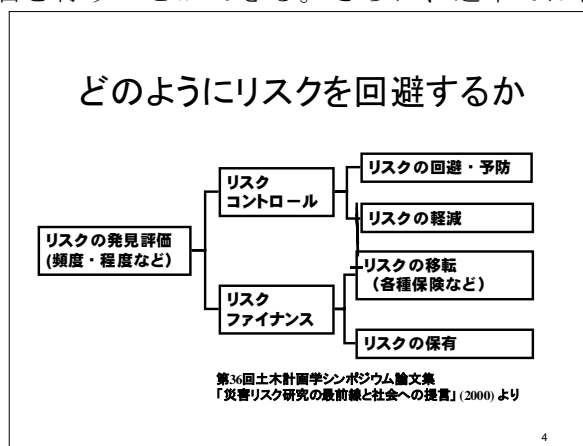 どのようにリスクを回避するか
リスクの発見評価
(頻度・程度など)
リスク
コントロール
リスク
ファイナンス
リスクの回避・予防
リスクの軽減
リスクの移転
(各種保険など)
リスクの保有
第36回土木計画学シンポジウム論文集
「災害リスク研究の最前線と社会への提言」(2000) より
4